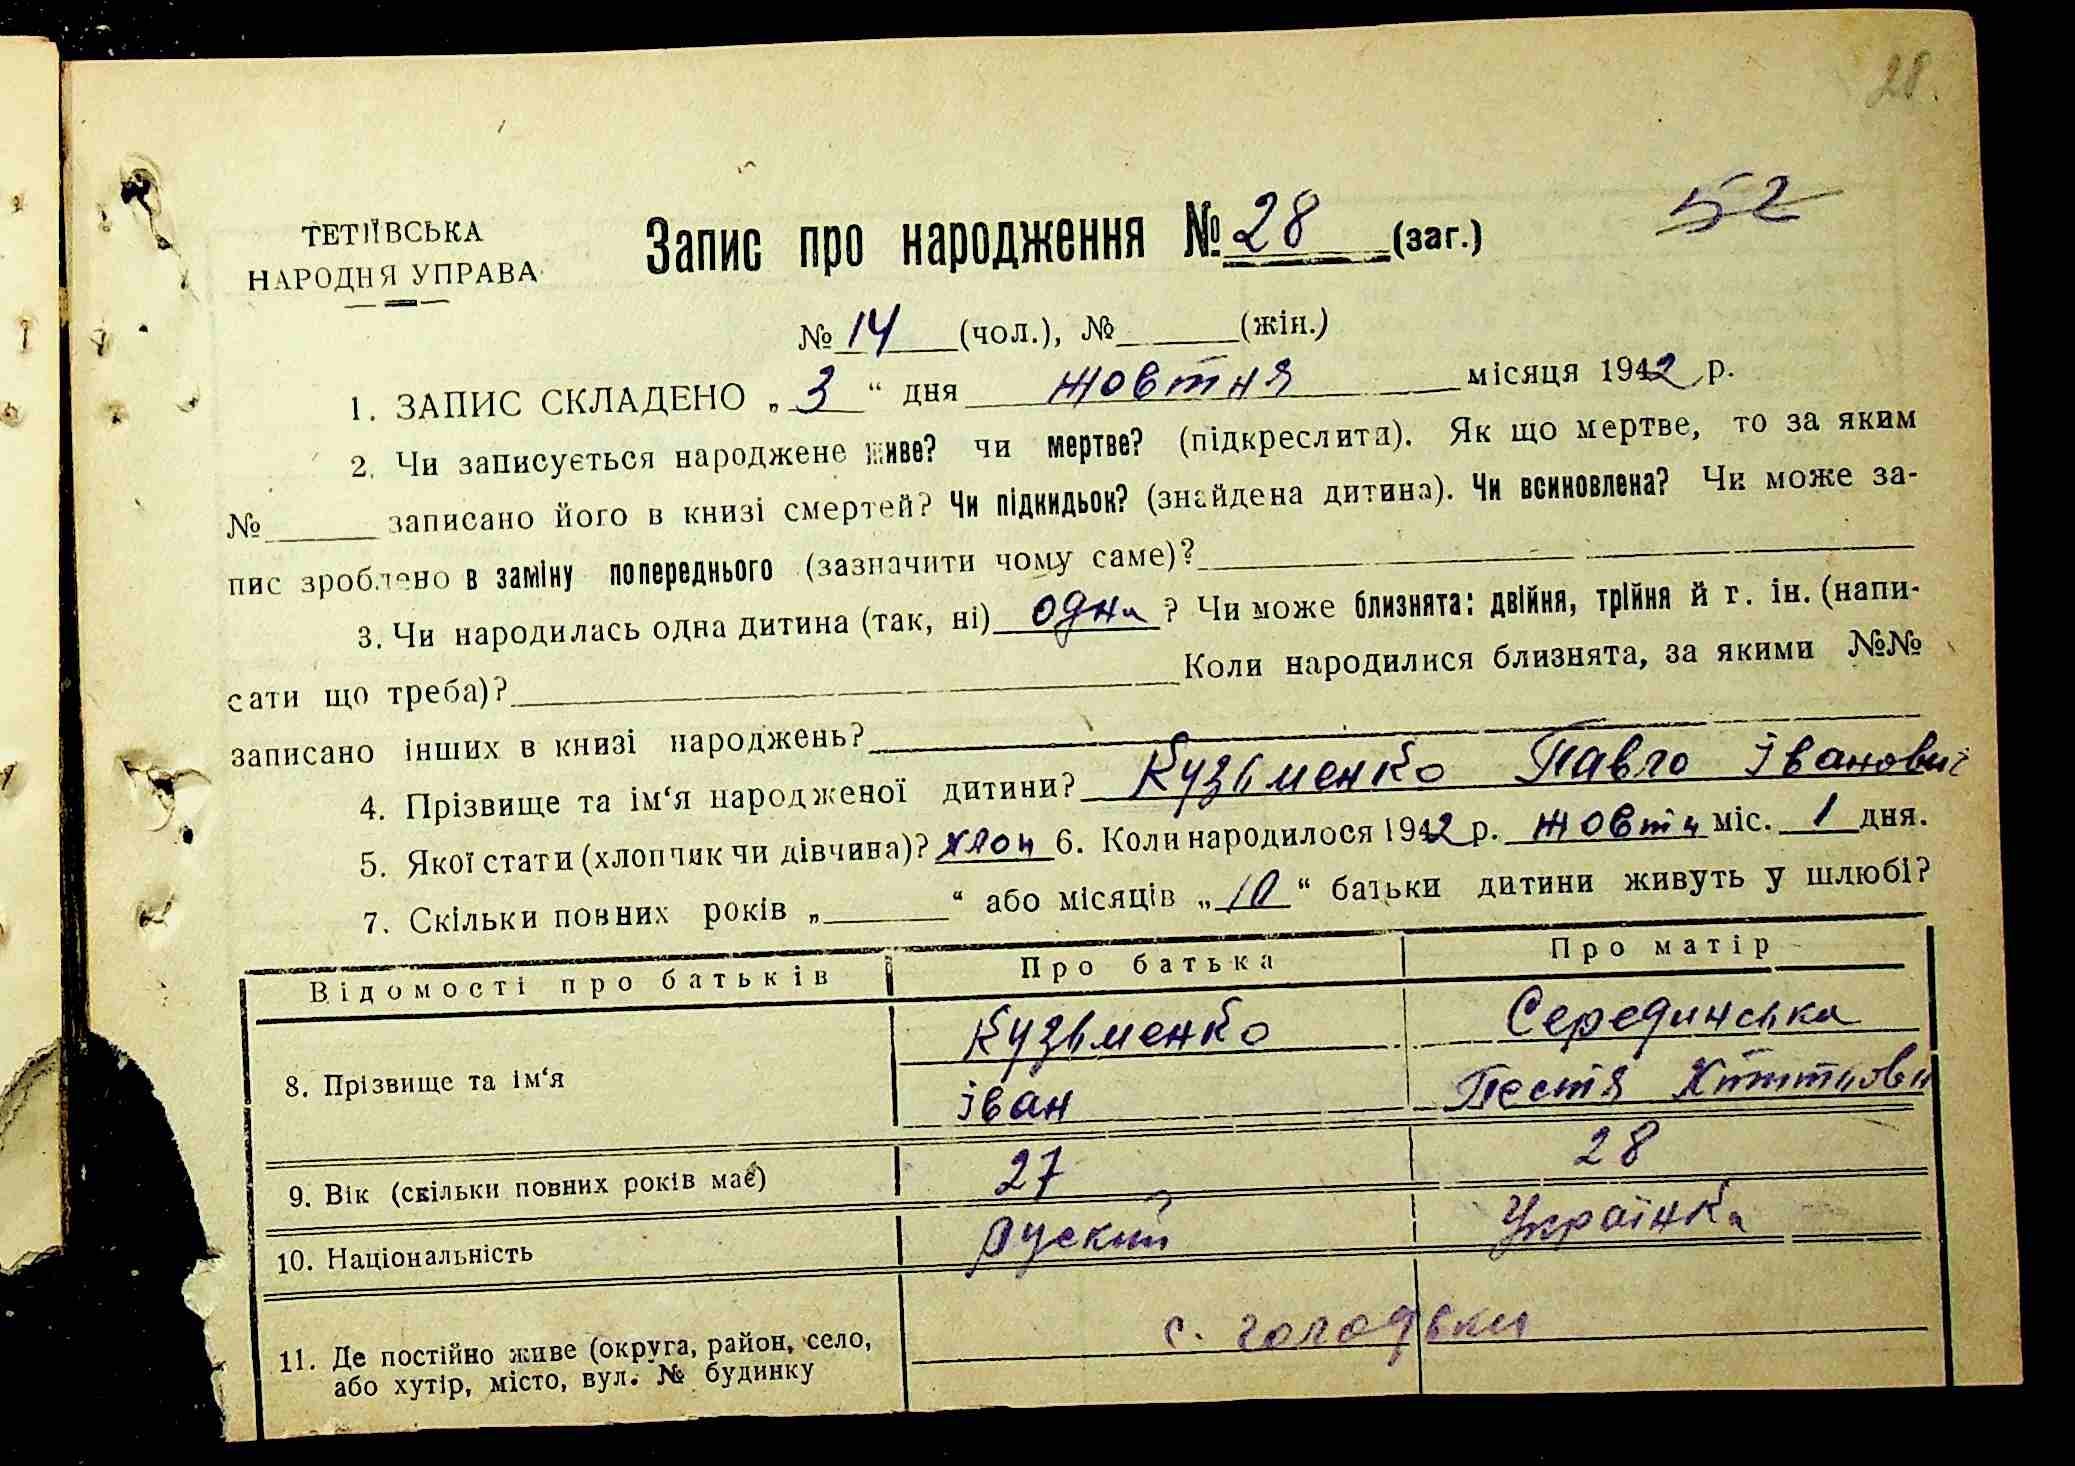 28.
52
ТЕТІЇВСЬКА
НАРОДНЯ УПРАВА
Запис про народження № 28 (заг.)
№ 14 (чол.), № (жін.)
1. ЗАПИС СКЛАДЕНО „ 3 “ дня жовтня місяця 1942 р.
2. Чи записується народжене живе? чи мертве? (підкреслити). Як що мертве, то за яким
№ записано його в книзі смертей? Чи підкидьок? (знайдена дитина). Чи всиновлена? Чи може за-
пис зроблено в заміну попереднього (зазначити чому саме)?
3. Чи народилась одна дитина (так, ні) одна ? Чи може близнята: двійня, трійня й т. ін. (напи-
сати що треба)? Коли народилися близнята, за якими №№
записано інших в книзі народжень?
4. Прізвище та ім‘я народженої дитини? Кузьменко Павло Іванович
5. Якої стати (хлопчик чи дівчина)? хлоп 6. Коли народилося 1942 р. жовтн міс. 1 дня.
7. Скільки повних років „ “ або місяців „ 10 “ батьки дитини живуть у шлюбі?
Відомості про батьків Про батька Про матір
8. Прізвище та ім‘я Кузьменко Іван Серединська
9. Вік (скільки повних років має) 27 28
10. Національність руский Українка
11. Де постійно живе (округа, район, село,
або хутір, місто, вул. № будинку
с. голодьки